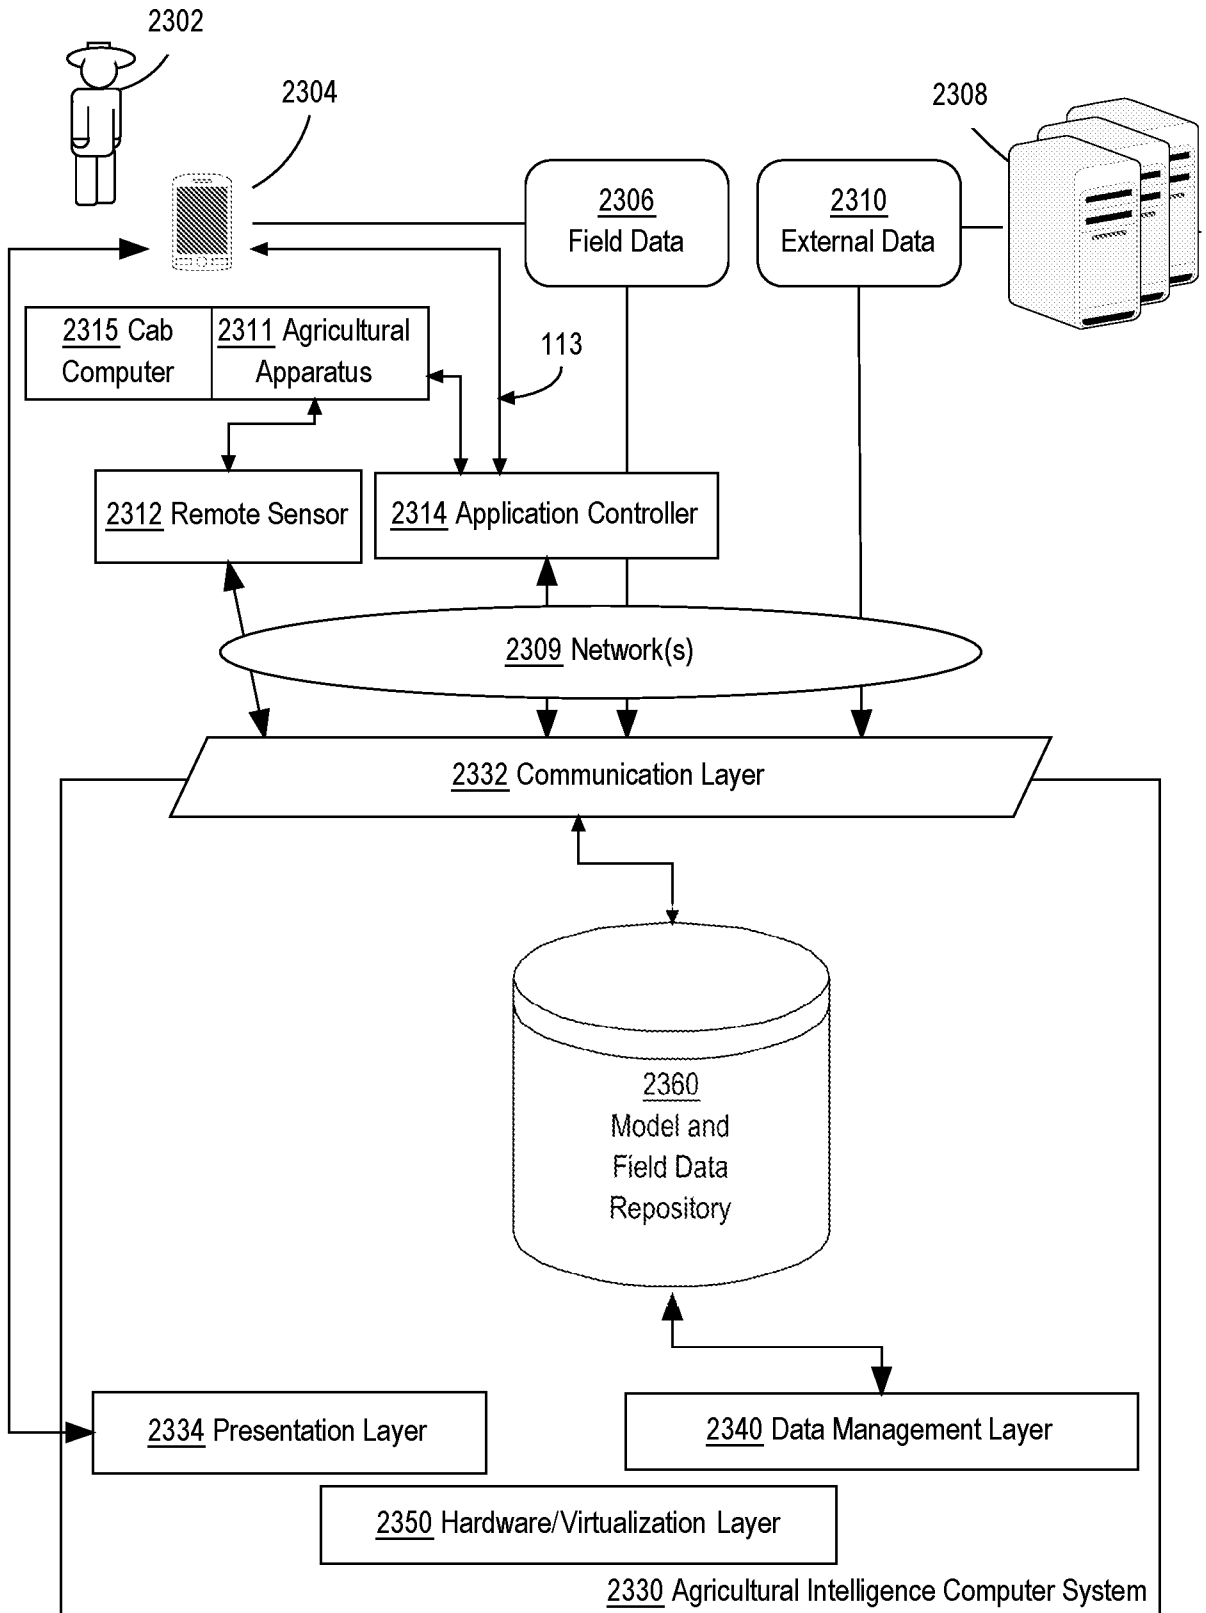 2302
2304
2308
2306
Field Data
2310
External Data
2315 Cab
Computer
2311 Agricultural
Apparatus
113
2312 Remote Sensor
2314 Application Controller
2309 Network(s)
2332 Communication Layer
2360
Model and
Field Data
Repository
2334 Presentation Layer
2340 Data Management Layer
2350 Hardware/Virtualization Layer
2330 Agricultural Intelligence Computer System